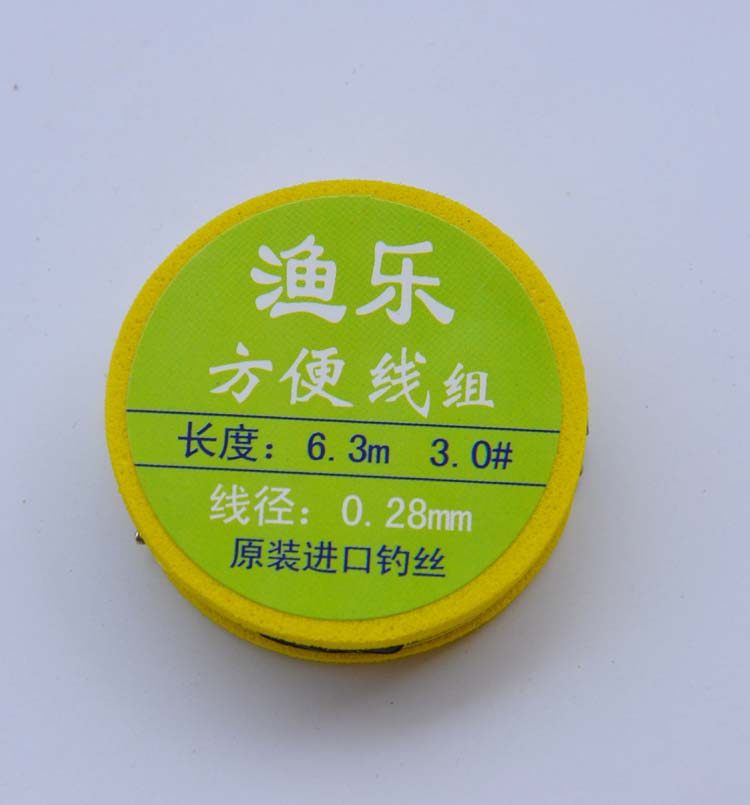 渔乐
方便线组
长度：6.3m 3.0#
线径：0.28mm
原装进口钓丝